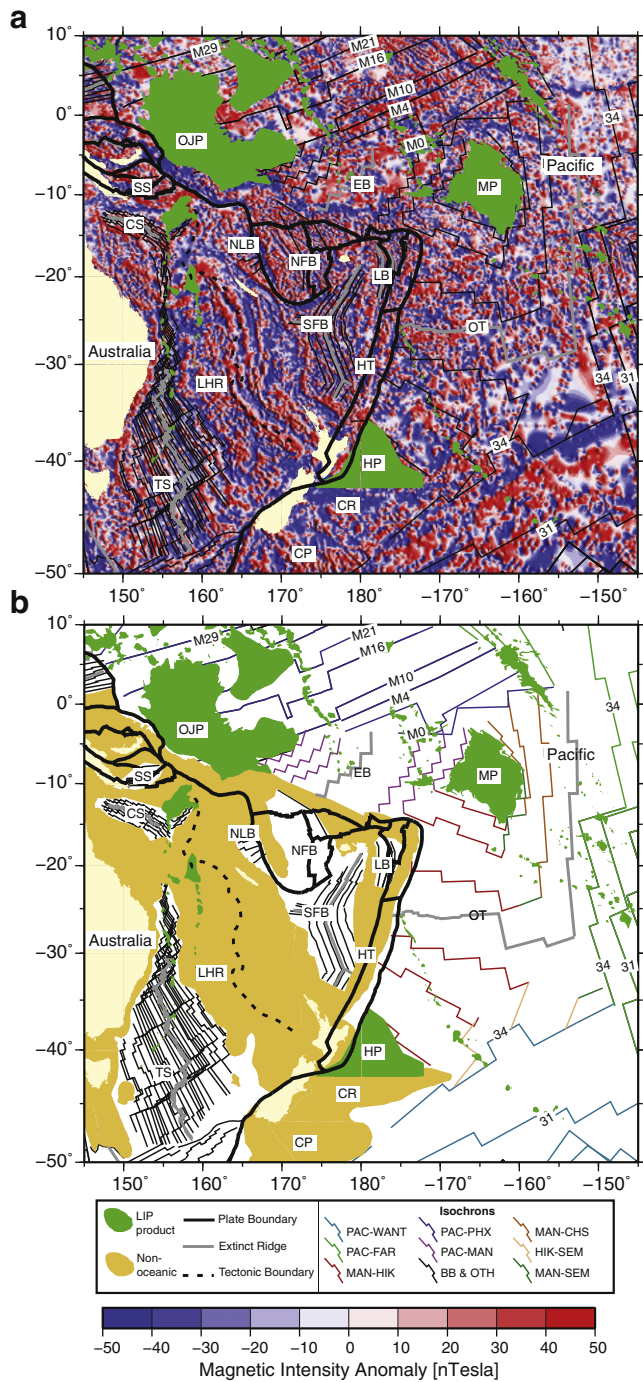 a
10˚
0˚
−10˚
−20˚
−30˚
−40˚
−50˚
M29
M21
M16
M10
M4
M0
34
OJP
EB
MP
Pacific
SS
CS
NLB
NFB
LB
SFB
OT
Australia
LHR
HT
34
31
34
TS
HP
CR
CP
31
150˚ 160˚ 170˚ 180˚ −170˚ −160˚ −150˚
b
10˚
0˚
−10˚
−20˚
−30˚
−40˚
−50˚
M29
M21
M16
M10
M4
M0
34
OJP
EB
MP
Pacific
SS
CS
NLB
NFB
LB
SFB
OT
Australia
LHR
HT
34
31
34
TS
HP
CR
CP
31
150˚ 160˚ 170˚ 180˚ −170˚ −160˚ −150˚
LIP product
Non-oceanic
Plate Boundary
Extinct Ridge
Tectonic Boundary
Isochrons
PAC-WANT PAC-PHX MAN-CHS
PAC-FAR PAC-MAN HIK-SEM
MAN-HIK BB & OTH MAN-SEM
−50 −40 −30 −20 −10 0 10 20 30 40 50
Magnetic Intensity Anomaly [nTesla]